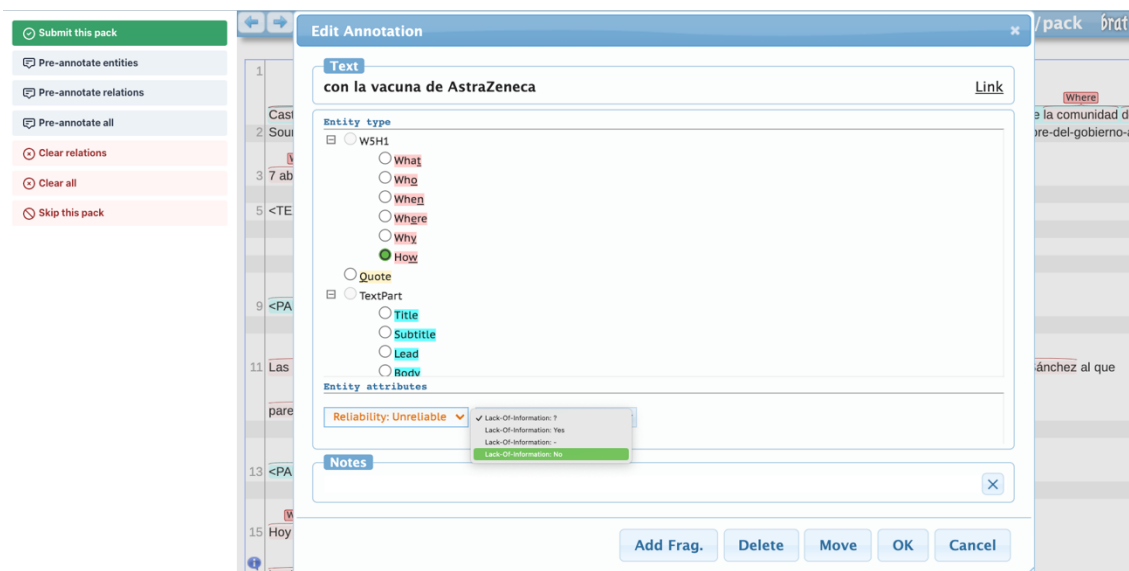 Submit this pack
Pre-annotate entities
Pre-annotate relations
Pre-annotate all
Clear relations
Clear all
Skip this pack
/pack brat
Edit Annotation
×
Text
con la vacuna de AstraZeneca
Link
Entity type
W5H1
What
Who
When
Where
Why
How
Quote
TextPart
Title
Subtitle
Lead
Body
Entity attributes
Reliability: Unreliable
✓ Lack-Of-Information: ?
Lack-Of-Information: Yes
Lack-Of-Information: -
Lack-Of-Information: No
Notes
Add Frag.
Delete
Move
OK
Cancel
1
Where
Cast
e la comunidad d
2 Sour
bre-del-gobierno-a
3 7 ab
5 <TE
9 <PA
11 Las
ánchez al que
pare
13 <PA
15 Hoy